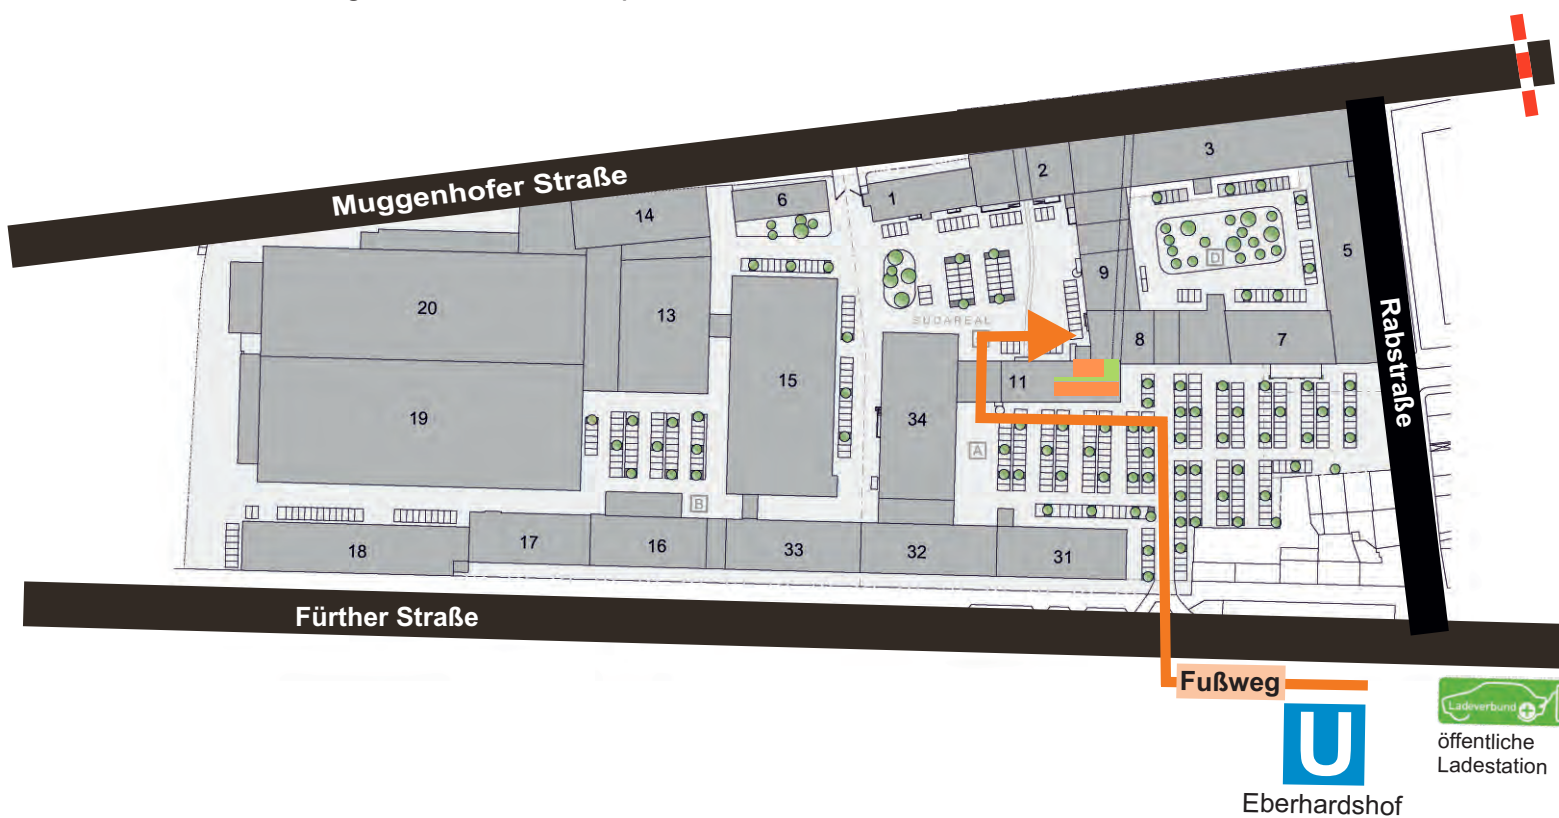 Muggenhofer Straße
3
2
6
1
14
5
D
9
20
13
Rabstraße
SÜDAREAL
8
7
15
11
19
34
A
B
17
16
33
32
31
18
Fürther Straße
Fußweg
U
Eberhardshof
Ladeverbund
öffentliche
Ladestation